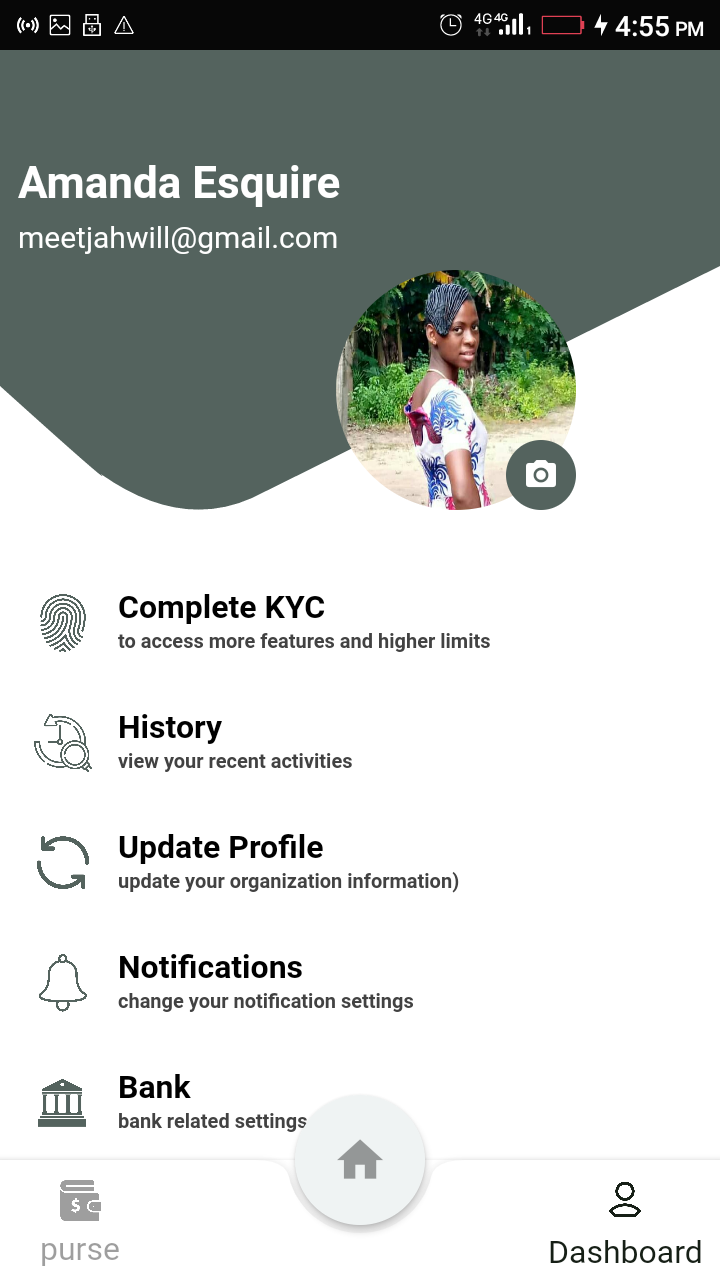 4G 4G 1 4:55 PM
Amanda Esquire
meetjahwill@gmail.com
Complete KYC
to access more features and higher limits
History
view your recent activities
Update Profile
update your organization information)
Notifications
change your notification settings
Bank
bank related settings
$
purse
Dashboard